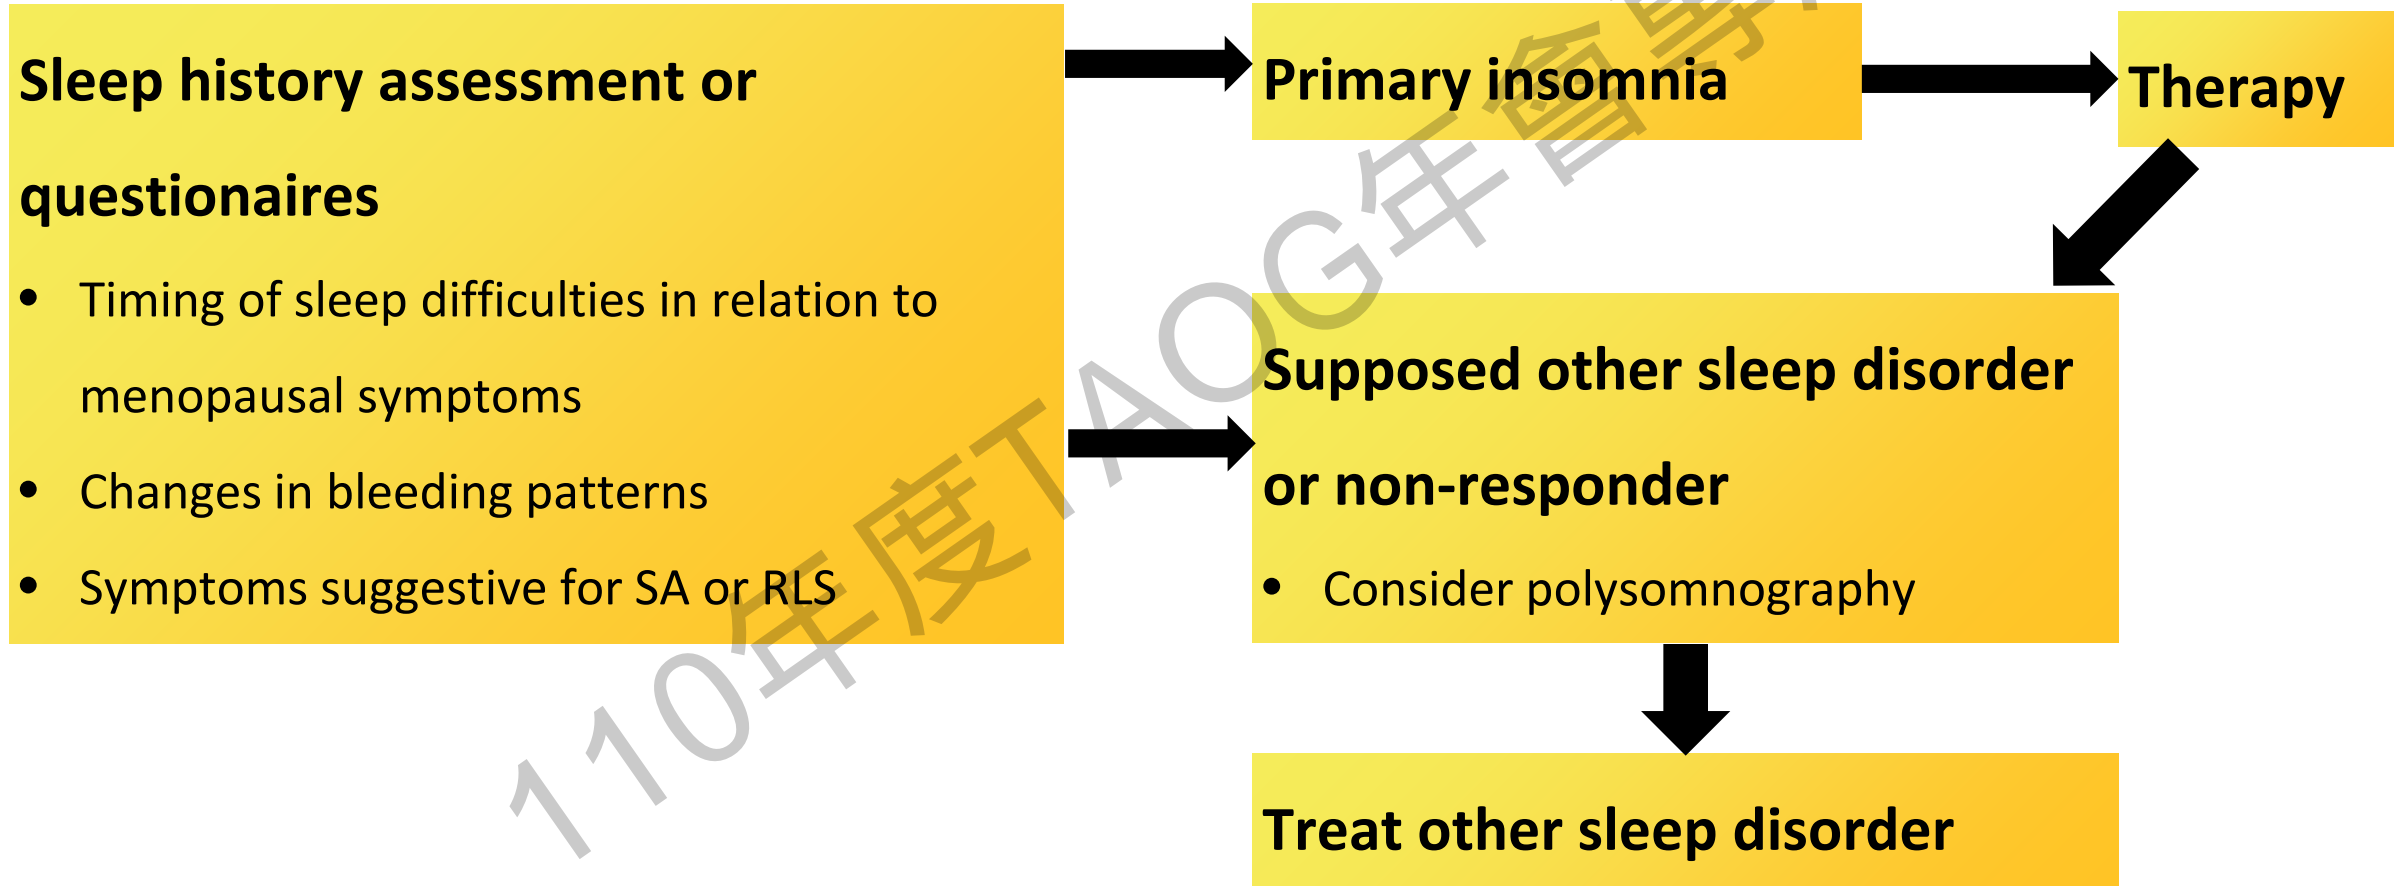 Sleep history assessment or
questionaires
• Timing of sleep difficulties in relation to
menopausal symptoms
• Changes in bleeding patterns
• Symptoms suggestive for SA or RLS
Primary insomnia
Therapy
Supposed other sleep disorder
or non-responder
• Consider polysomnography
Treat other sleep disorder
110年度TAOG年會專